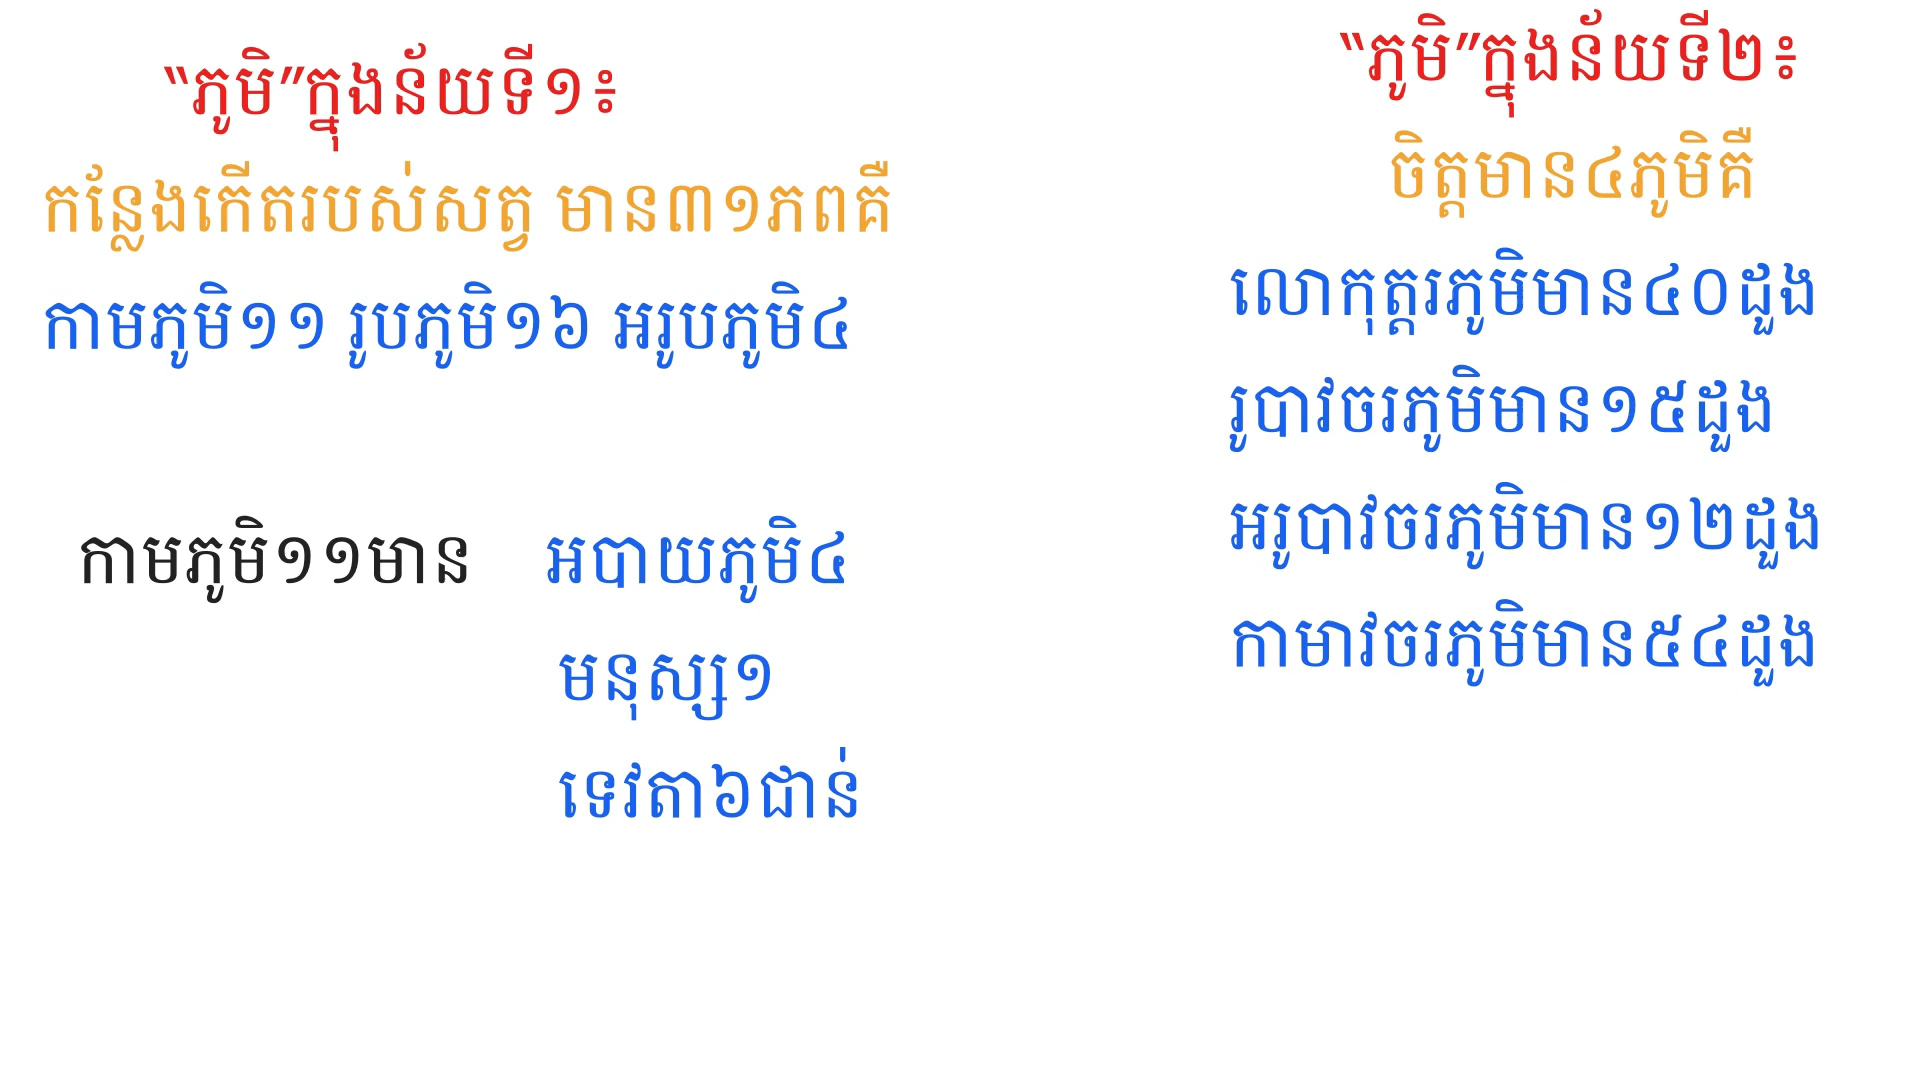 “ភូមិ”ក្នុងន័យទី១៖
កន្លែងកើតរបស់សត្វ មាន៣១ភពគឺ
កាមភូមិ១១ រូបភូមិ១៦ អរូបភូមិ៤
កាមភូមិ១១មាន អបាយភូមិ៤
មនុស្ស១
ទេវតា៦ជាន់
“ភូមិ”ក្នុងន័យទី២៖
ចិត្តមាន៤ភូមិគឺ
លោកុត្តរភូមិមាន៤០ដួង
រូបាវចរភូមិមាន១៥ដួង
អរូបាវចរភូមិមាន១២ដួង
កាមាវចរភូមិមាន៥៤ដួង